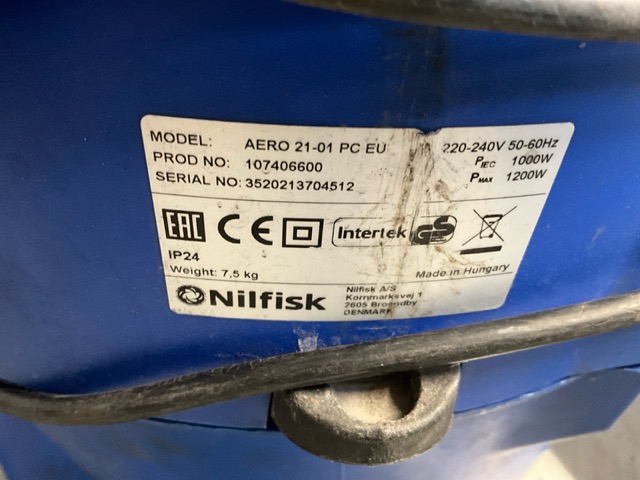 MODEL: AERO 21-01 PC EU 220-240V 50-60Hz
PROD NO: 107406600 PIEC 1000W
SERIAL NO: 3520213704512 PMAX 1200W
EAC CE Intertek GS
IP24
Weight: 7,5 kg Made in Hungary
Nilfisk
Nilfisk A/S
Kornmarksvej 1
2605 Broendby
DENMARK